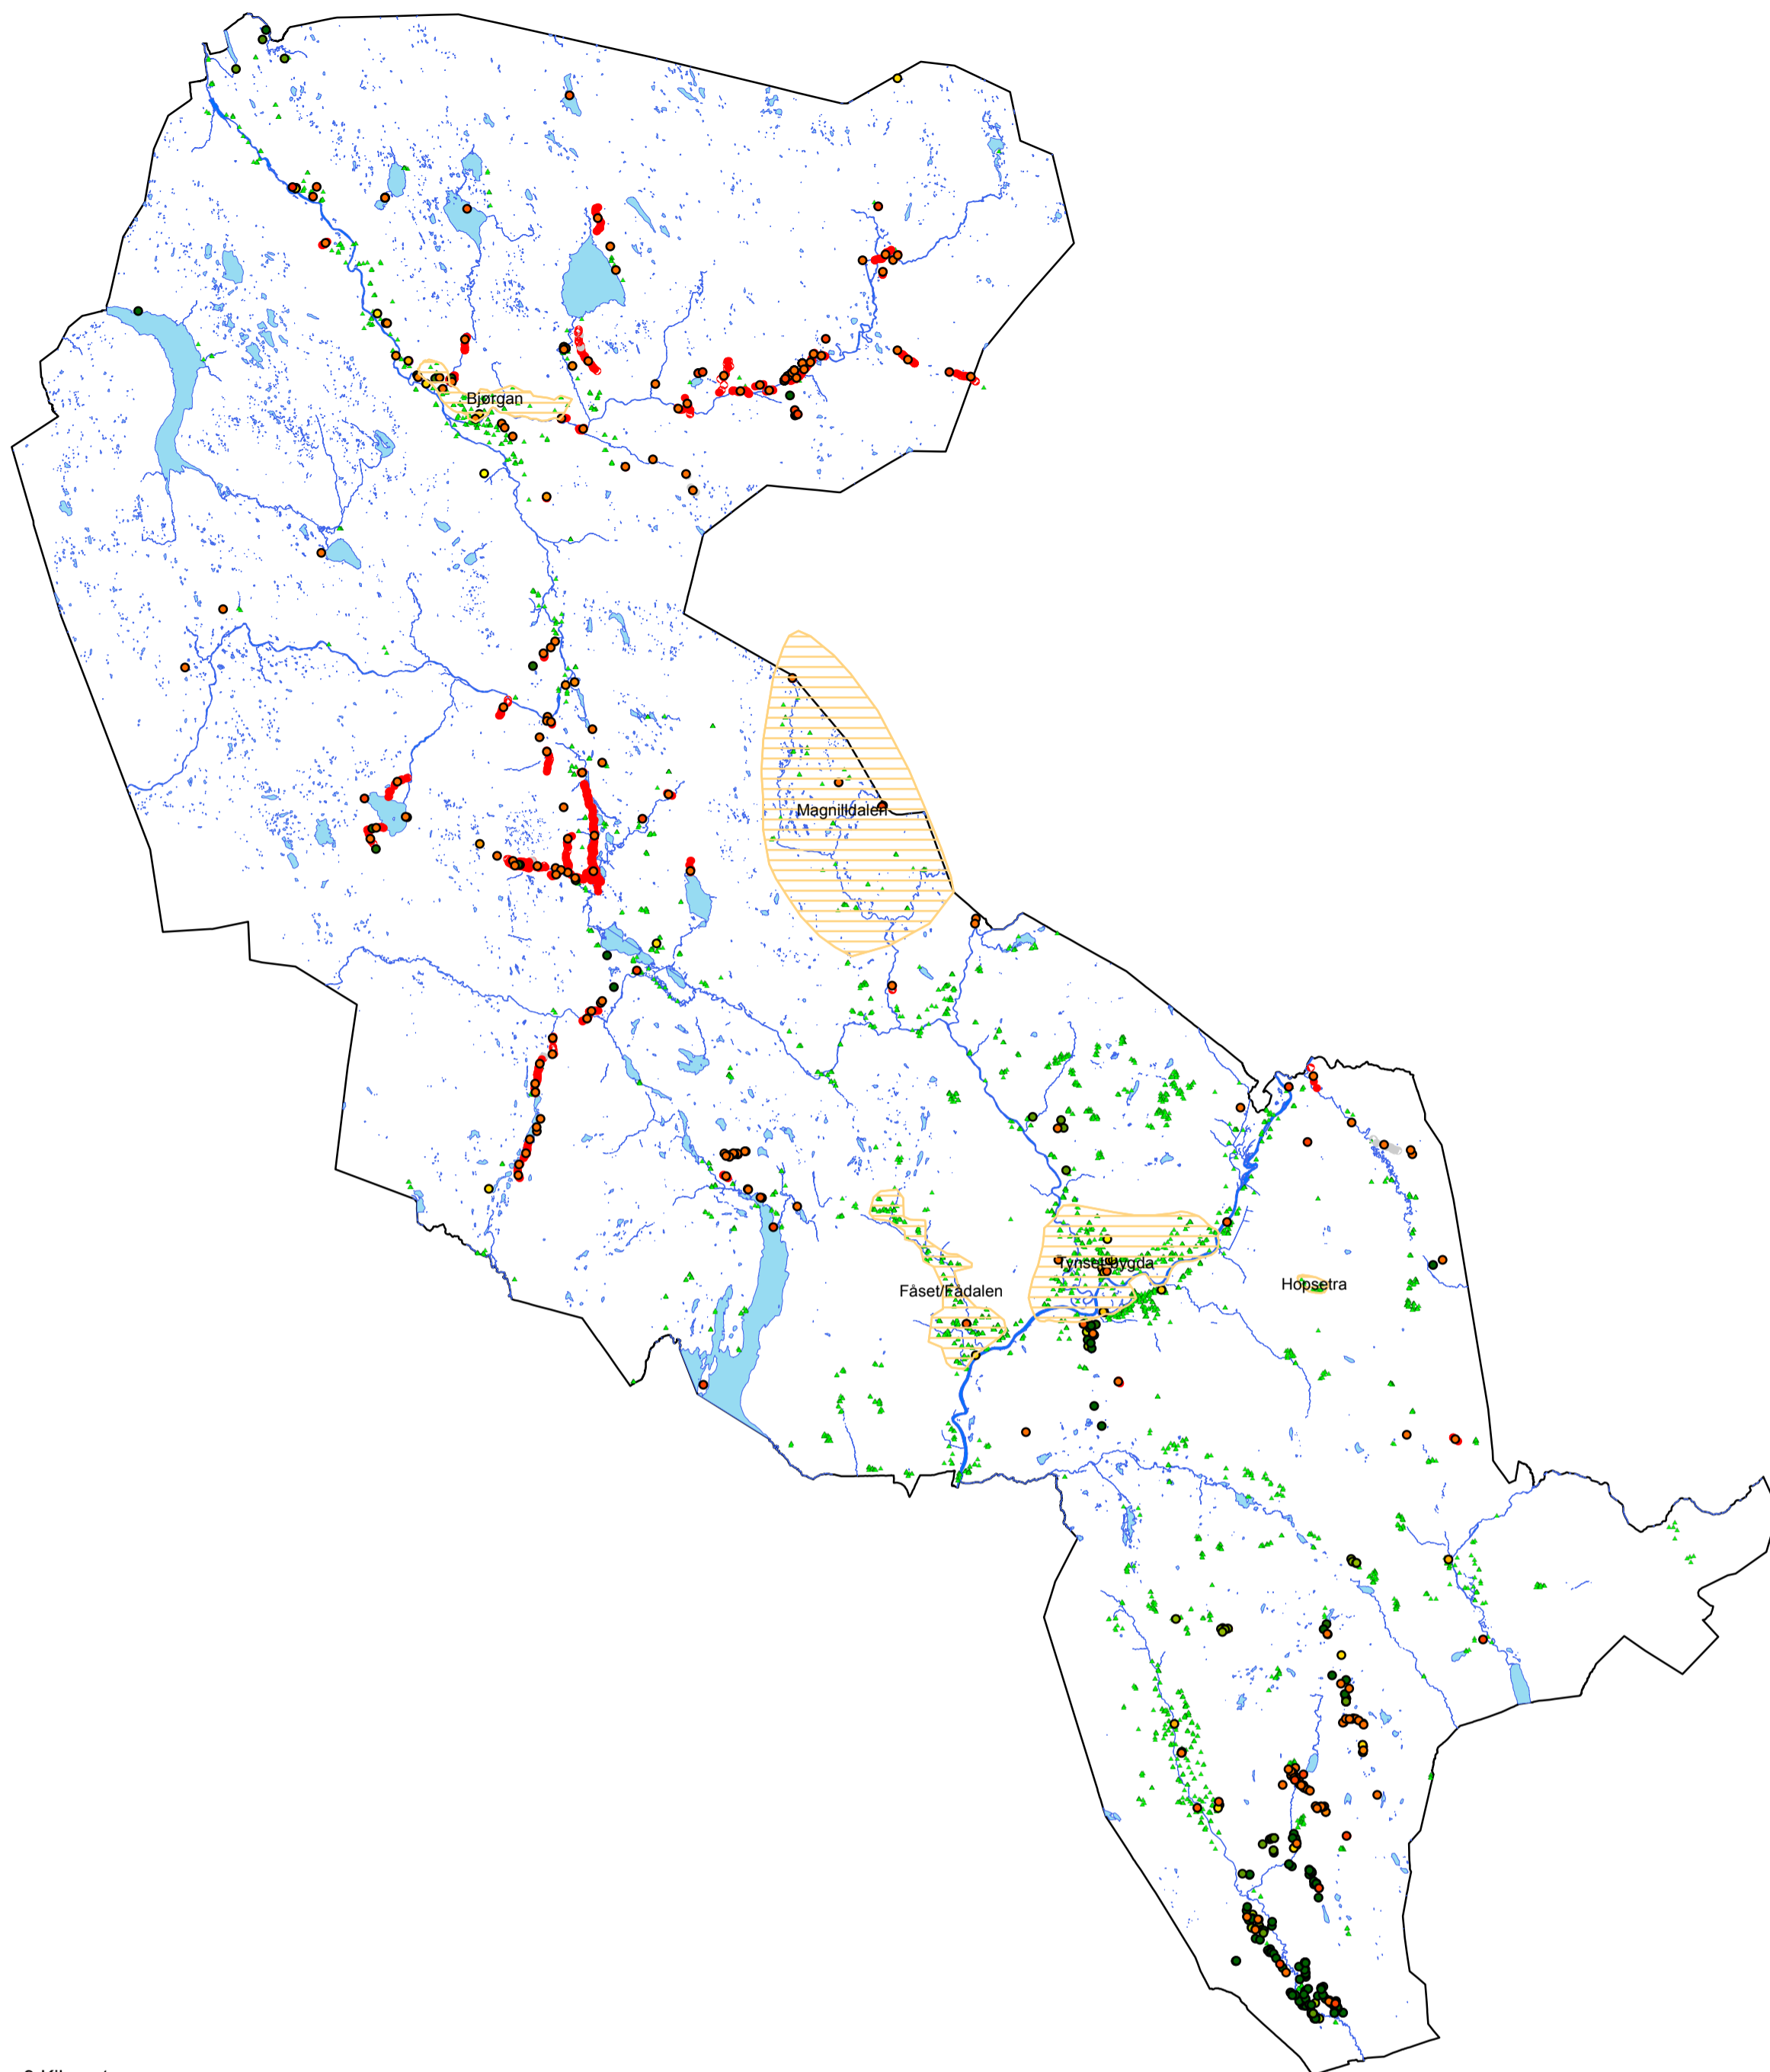 Bjørgan
Magnilldalen
Tynset bygda
Fåset/Fådalen
Hopsetra